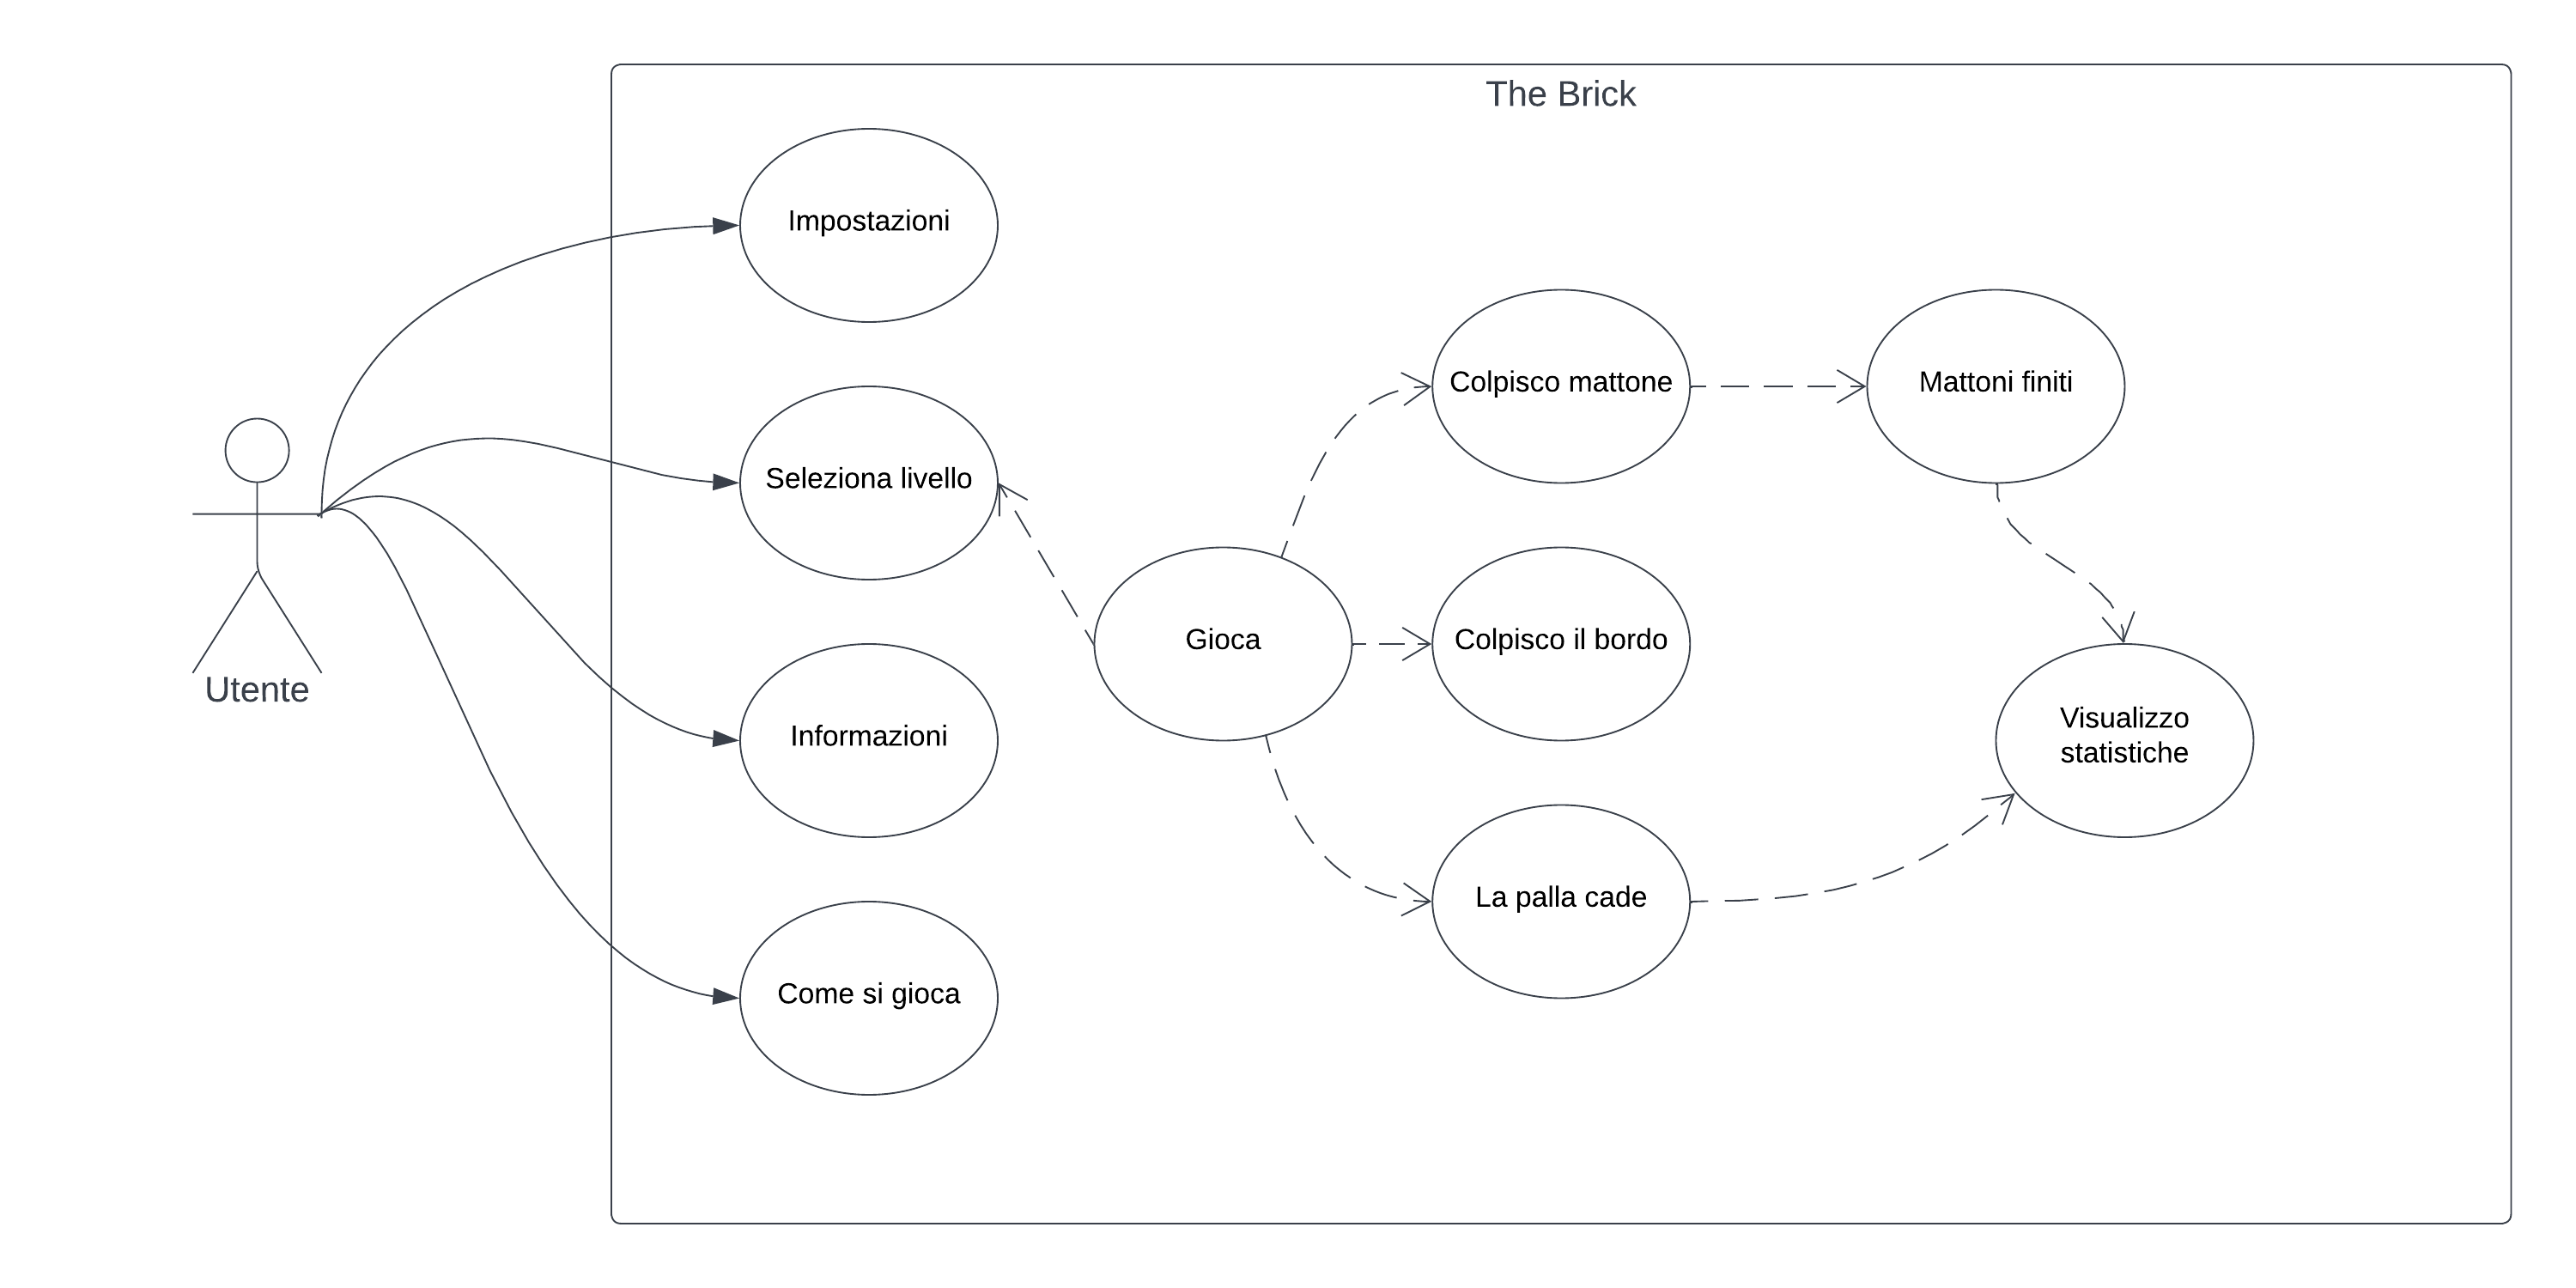 The Brick
Impostazioni
Colpisco mattone
Mattoni finiti
Seleziona livello
Gioca
Colpisco il bordo
Utente
Visualizzo
statistiche
Informazioni
La palla cade
Come si gioca